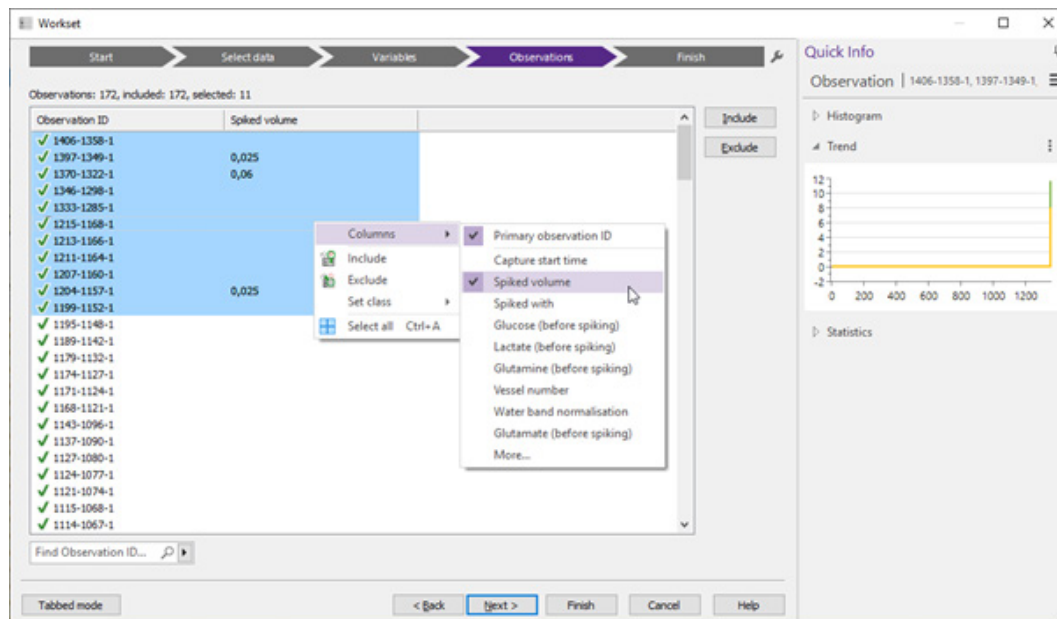 Workset
Start
Select data
Variables
Observations
Finish
Observations: 172, included: 172, selected: 11
Observation ID Spiked volume
1406-1358-1
1397-1349-1 0,025
1370-1322-1 0,06
1346-1298-1
1333-1285-1
1215-1168-1
1213-1166-1
1211-1164-1
1207-1160-1
1204-1157-1 0,025
1199-1152-1
1195-1148-1
1189-1142-1
1179-1132-1
1174-1127-1
1171-1124-1
1168-1121-1
1143-1096-1
1137-1090-1
1127-1080-1
1124-1077-1
1121-1074-1
1115-1068-1
1114-1067-1
Columns
Include
Exclude
Set class
Select all Ctrl+A
Primary observation ID
Capture start time
Spiked volume
Spiked with
Glucose (before spiking)
Lactate (before spiking)
Glutamine (before spiking)
Vessel number
Water band normalisation
Glutamate (before spiking)
More...
Include
Exclude
Find Observation ID...
Tabbed mode
< Back
Next >
Finish
Cancel
Help
Quick Info
Observation | 1406-1358-1, 1397-1349-1,
Histogram
Trend
12
10
8
6
4
2
0
-2
0 200 400 600 800 1000 1200
Statistics